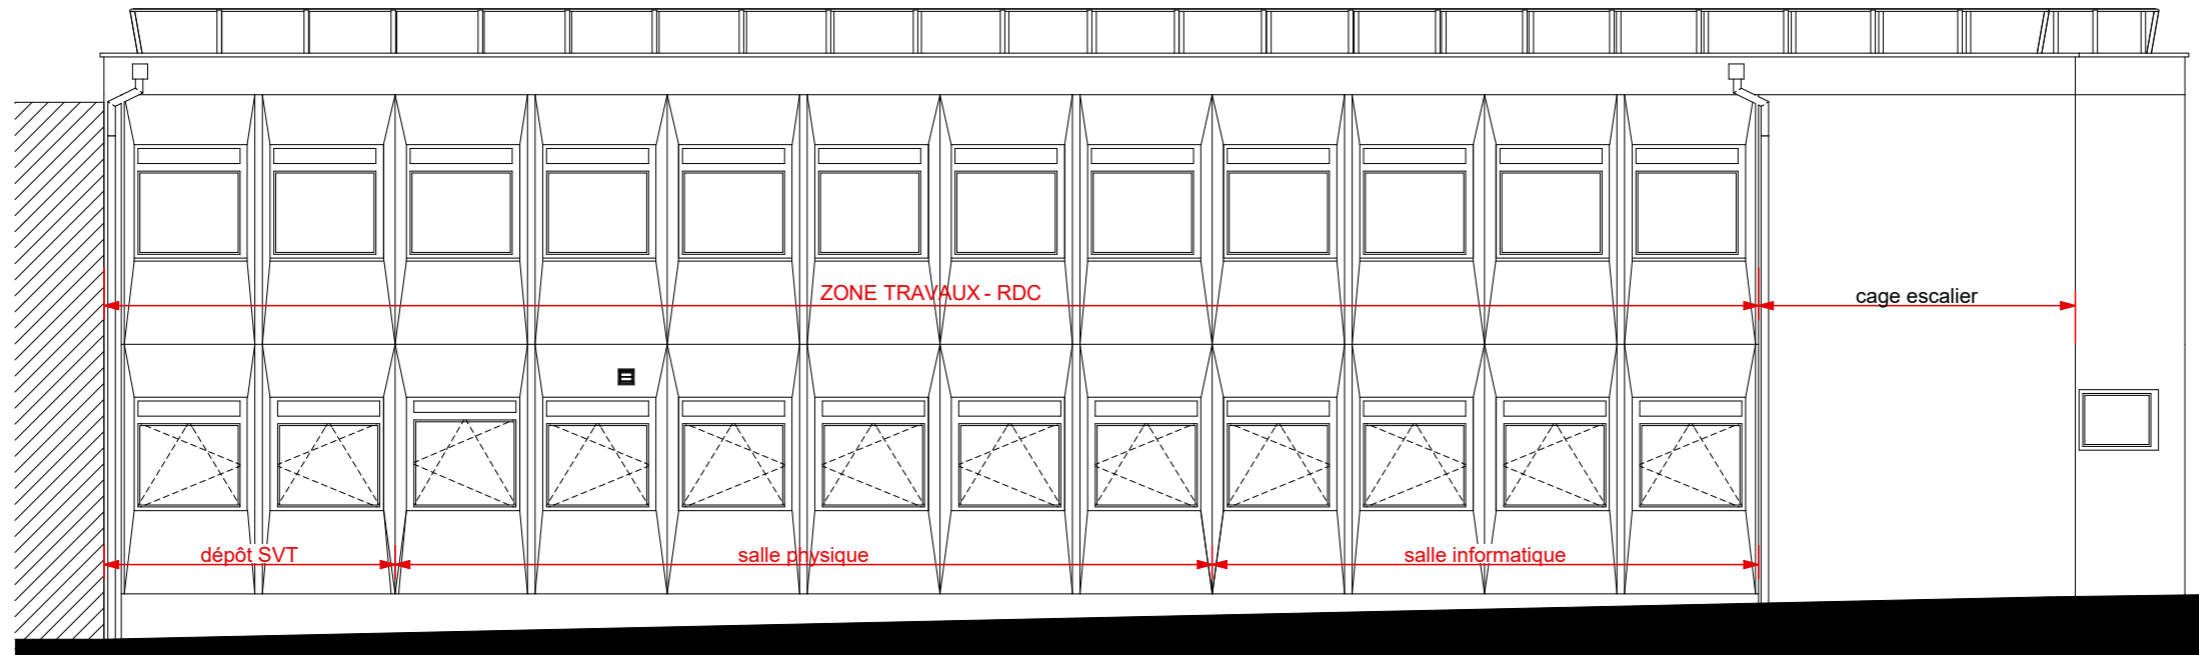 ZONE TRAVAUX - RDC
cage escalier
dépôt SVT
salle physique
salle informatique